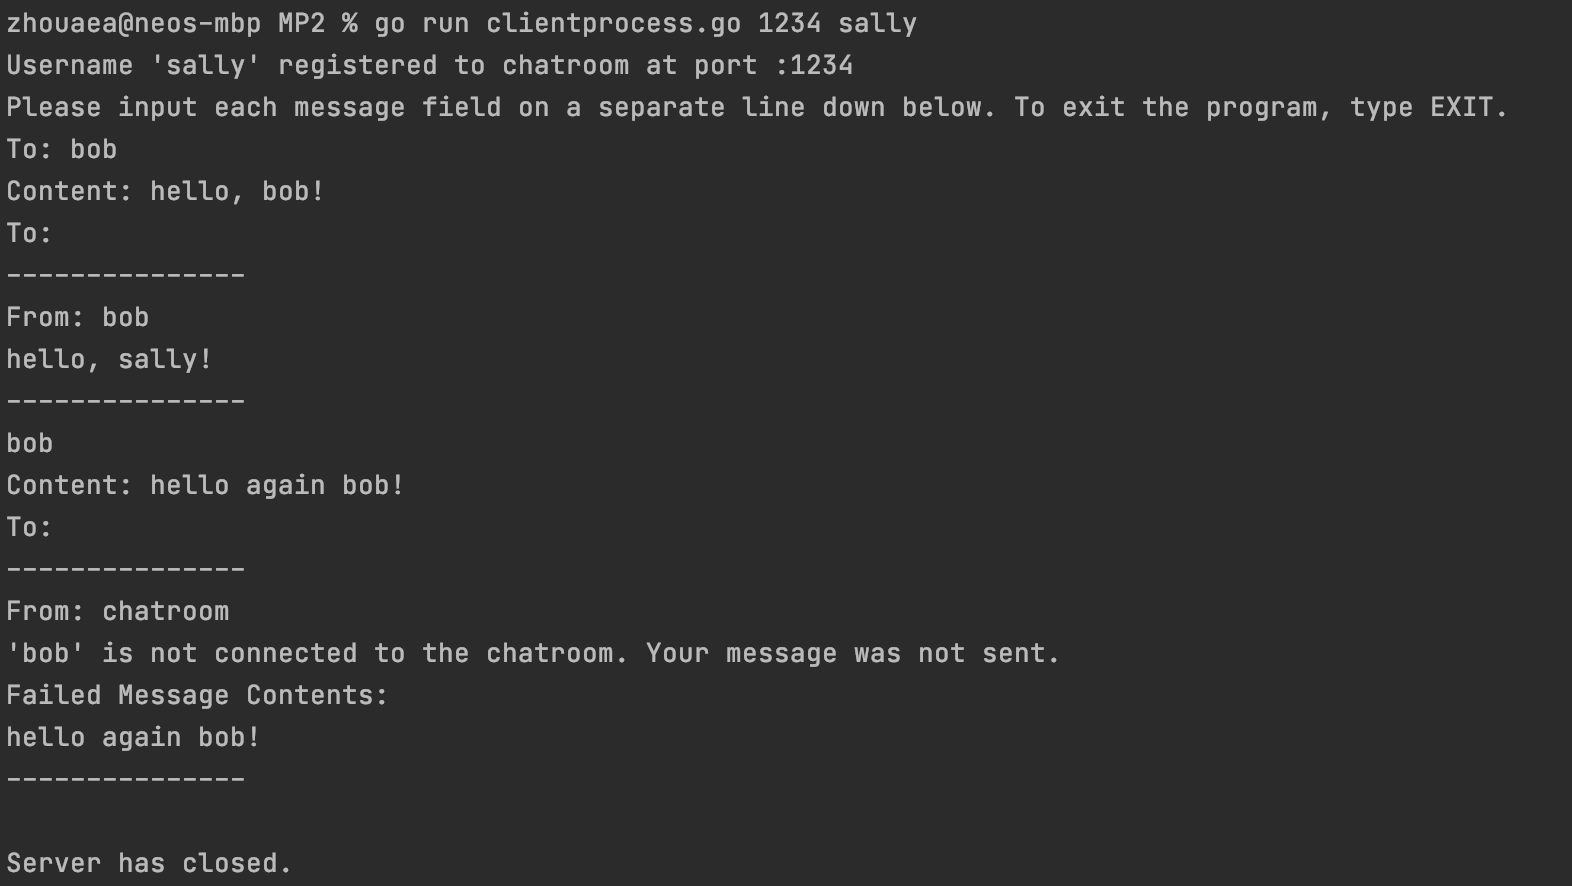 zhouaea@neos-mbp MP2 % go run clientprocess.go 1234 sally
Username 'sally' registered to chatroom at port :1234
Please input each message field on a separate line down below. To exit the program, type EXIT.
To: bob
Content: hello, bob!
To:
---------------
From: bob
hello, sally!
---------------
bob
Content: hello again bob!
To:
---------------
From: chatroom
'bob' is not connected to the chatroom. Your message was not sent.
Failed Message Contents:
hello again bob!
---------------
Server has closed.